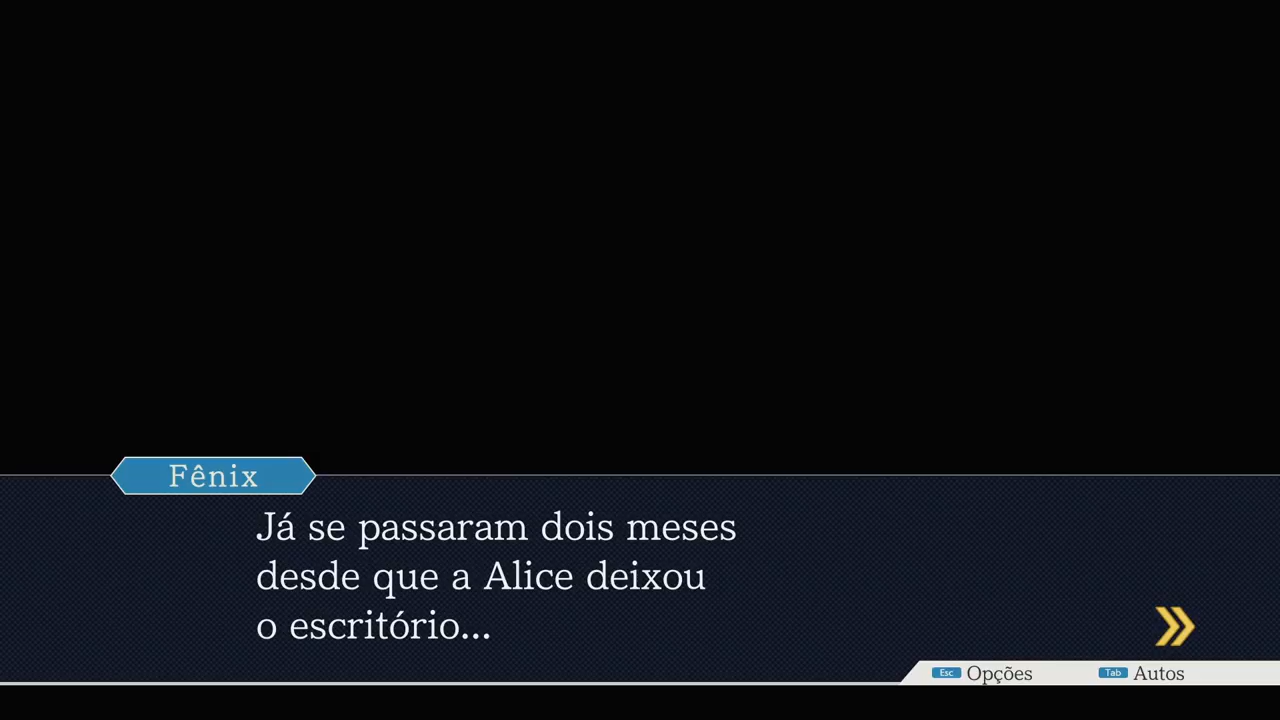 Fênix
Já se passaram dois meses
desde que a Alice deixou
o escritório...
Esc Opções Tab Autos